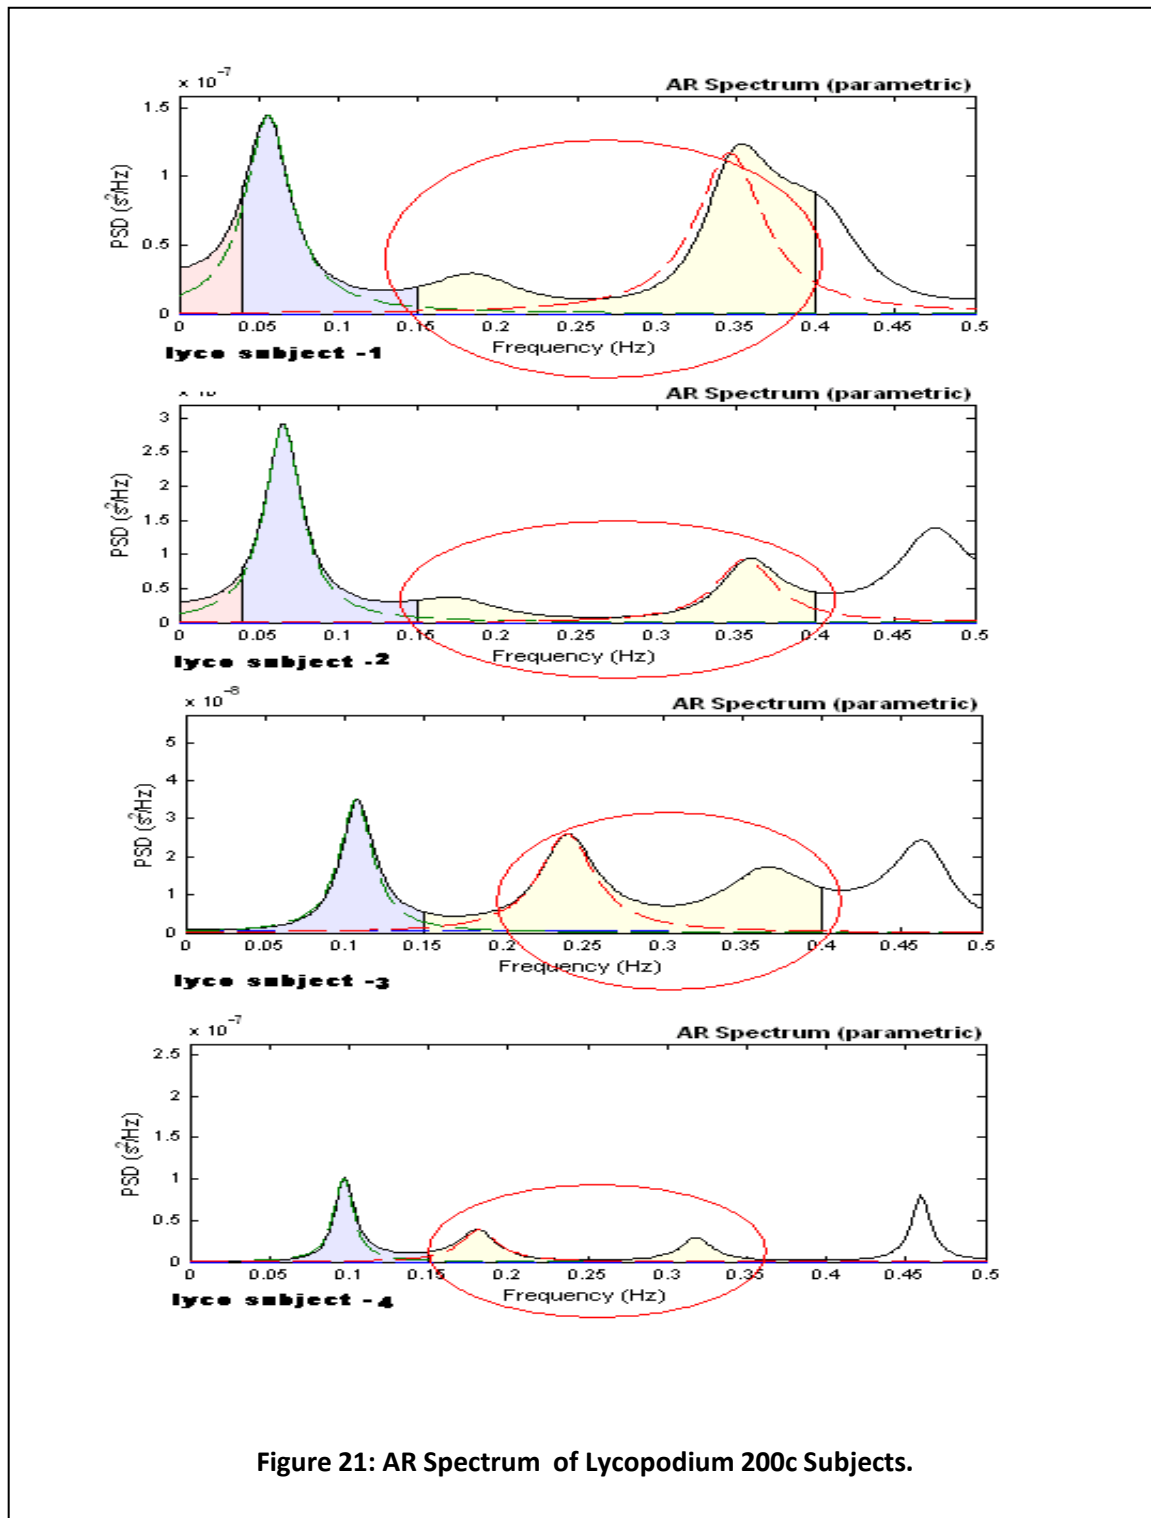 × 10⁻⁷
AR Spectrum (parametric)
1.5
1
0.5
0
PSD (s²/Hz)
0 0.05 0.1 0.15 0.2 0.25 0.3 0.35 0.4 0.45 0.5
Frequency (Hz)
lyco subject -1
AR Spectrum (parametric)
3
2.5
2
1.5
1
0.5
0
PSD (s²/Hz)
0 0.05 0.1 0.15 0.2 0.25 0.3 0.35 0.4 0.45 0.5
Frequency (Hz)
lyco subject -2
× 10⁻⁸
AR Spectrum (parametric)
5
4
3
2
1
0
PSD (s²/Hz)
0 0.05 0.1 0.15 0.2 0.25 0.3 0.35 0.4 0.45 0.5
Frequency (Hz)
lyco subject -3
× 10⁻⁷
AR Spectrum (parametric)
2.5
2
1.5
1
0.5
0
PSD (s²/Hz)
0 0.05 0.1 0.15 0.2 0.25 0.3 0.35 0.4 0.45 0.5
Frequency (Hz)
lyco subject -4
Figure 21: AR Spectrum of Lycopodium 200c Subjects.